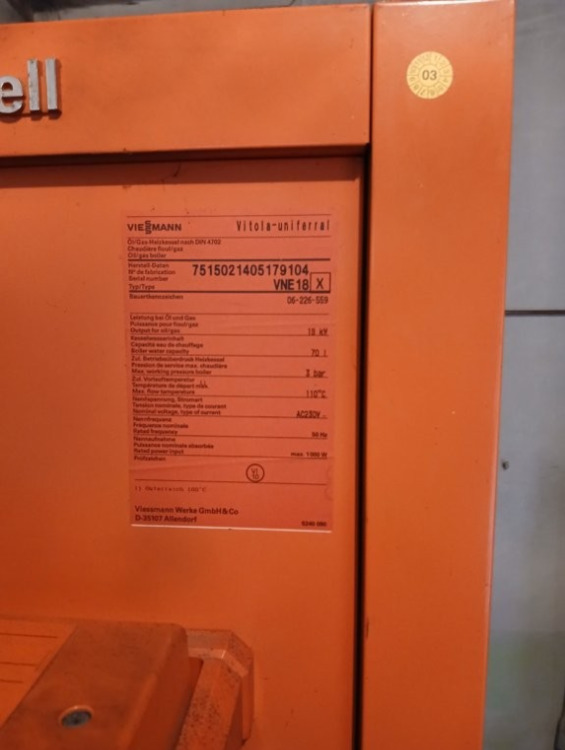 ell
03
VIESSMANN Vitola-uniferral
Öl/Gas-Heizkessel nach DIN 4702
Chaudière fioul/gaz
Oil/gas boiler
Herstell-Daten
N° de fabrication 7515021405179104
Serial number
Typ/Type VNE18 X
Bauartkennzeichen 06-226-559
Leistung bei Öl und Gas
Puissance pour fioul/gaz
Output for oil/gas 18 kW
Kesselwasserinhalt
Capacité eau de chauffage
Boiler water capacity 70 l
Zul. Betriebsüberdruck Heizkessel
Pression de service max. chaudière
Max. working pressure boiler 3 bar
Zul. Vorlauftemperatur
Température de départ max.
Max. flow temperature 110°C
Nennspannung, Stromart
Tension nominale, type de courant
Nominal voltage, type of current AC230V
Nennfrequenz
Fréquence nominale
Rated frequency 50 Hz
Nennaufnahme
Puissance nominale absorbée
Rated power input max. 1000 W
Prüfzeichen
Viessmann Werke GmbH&Co
D-35107 Allendorf